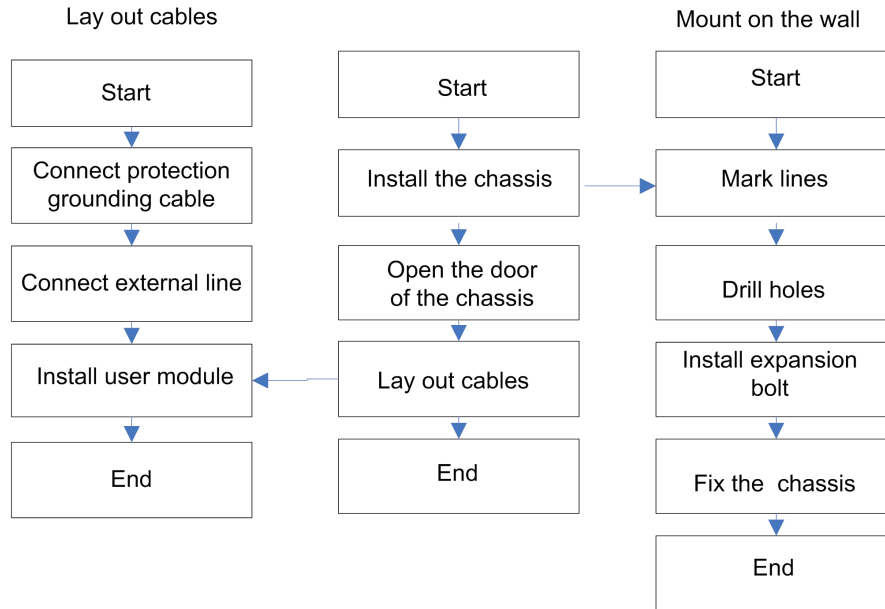 Lay out cables
Start
Connect protection
grounding cable
Connect external line
Install user module
End
Start
Install the chassis
Open the door
of the chassis
Lay out cables
End
Mount on the wall
Start
Mark lines
Drill holes
Install expansion
bolt
Fix the chassis
End